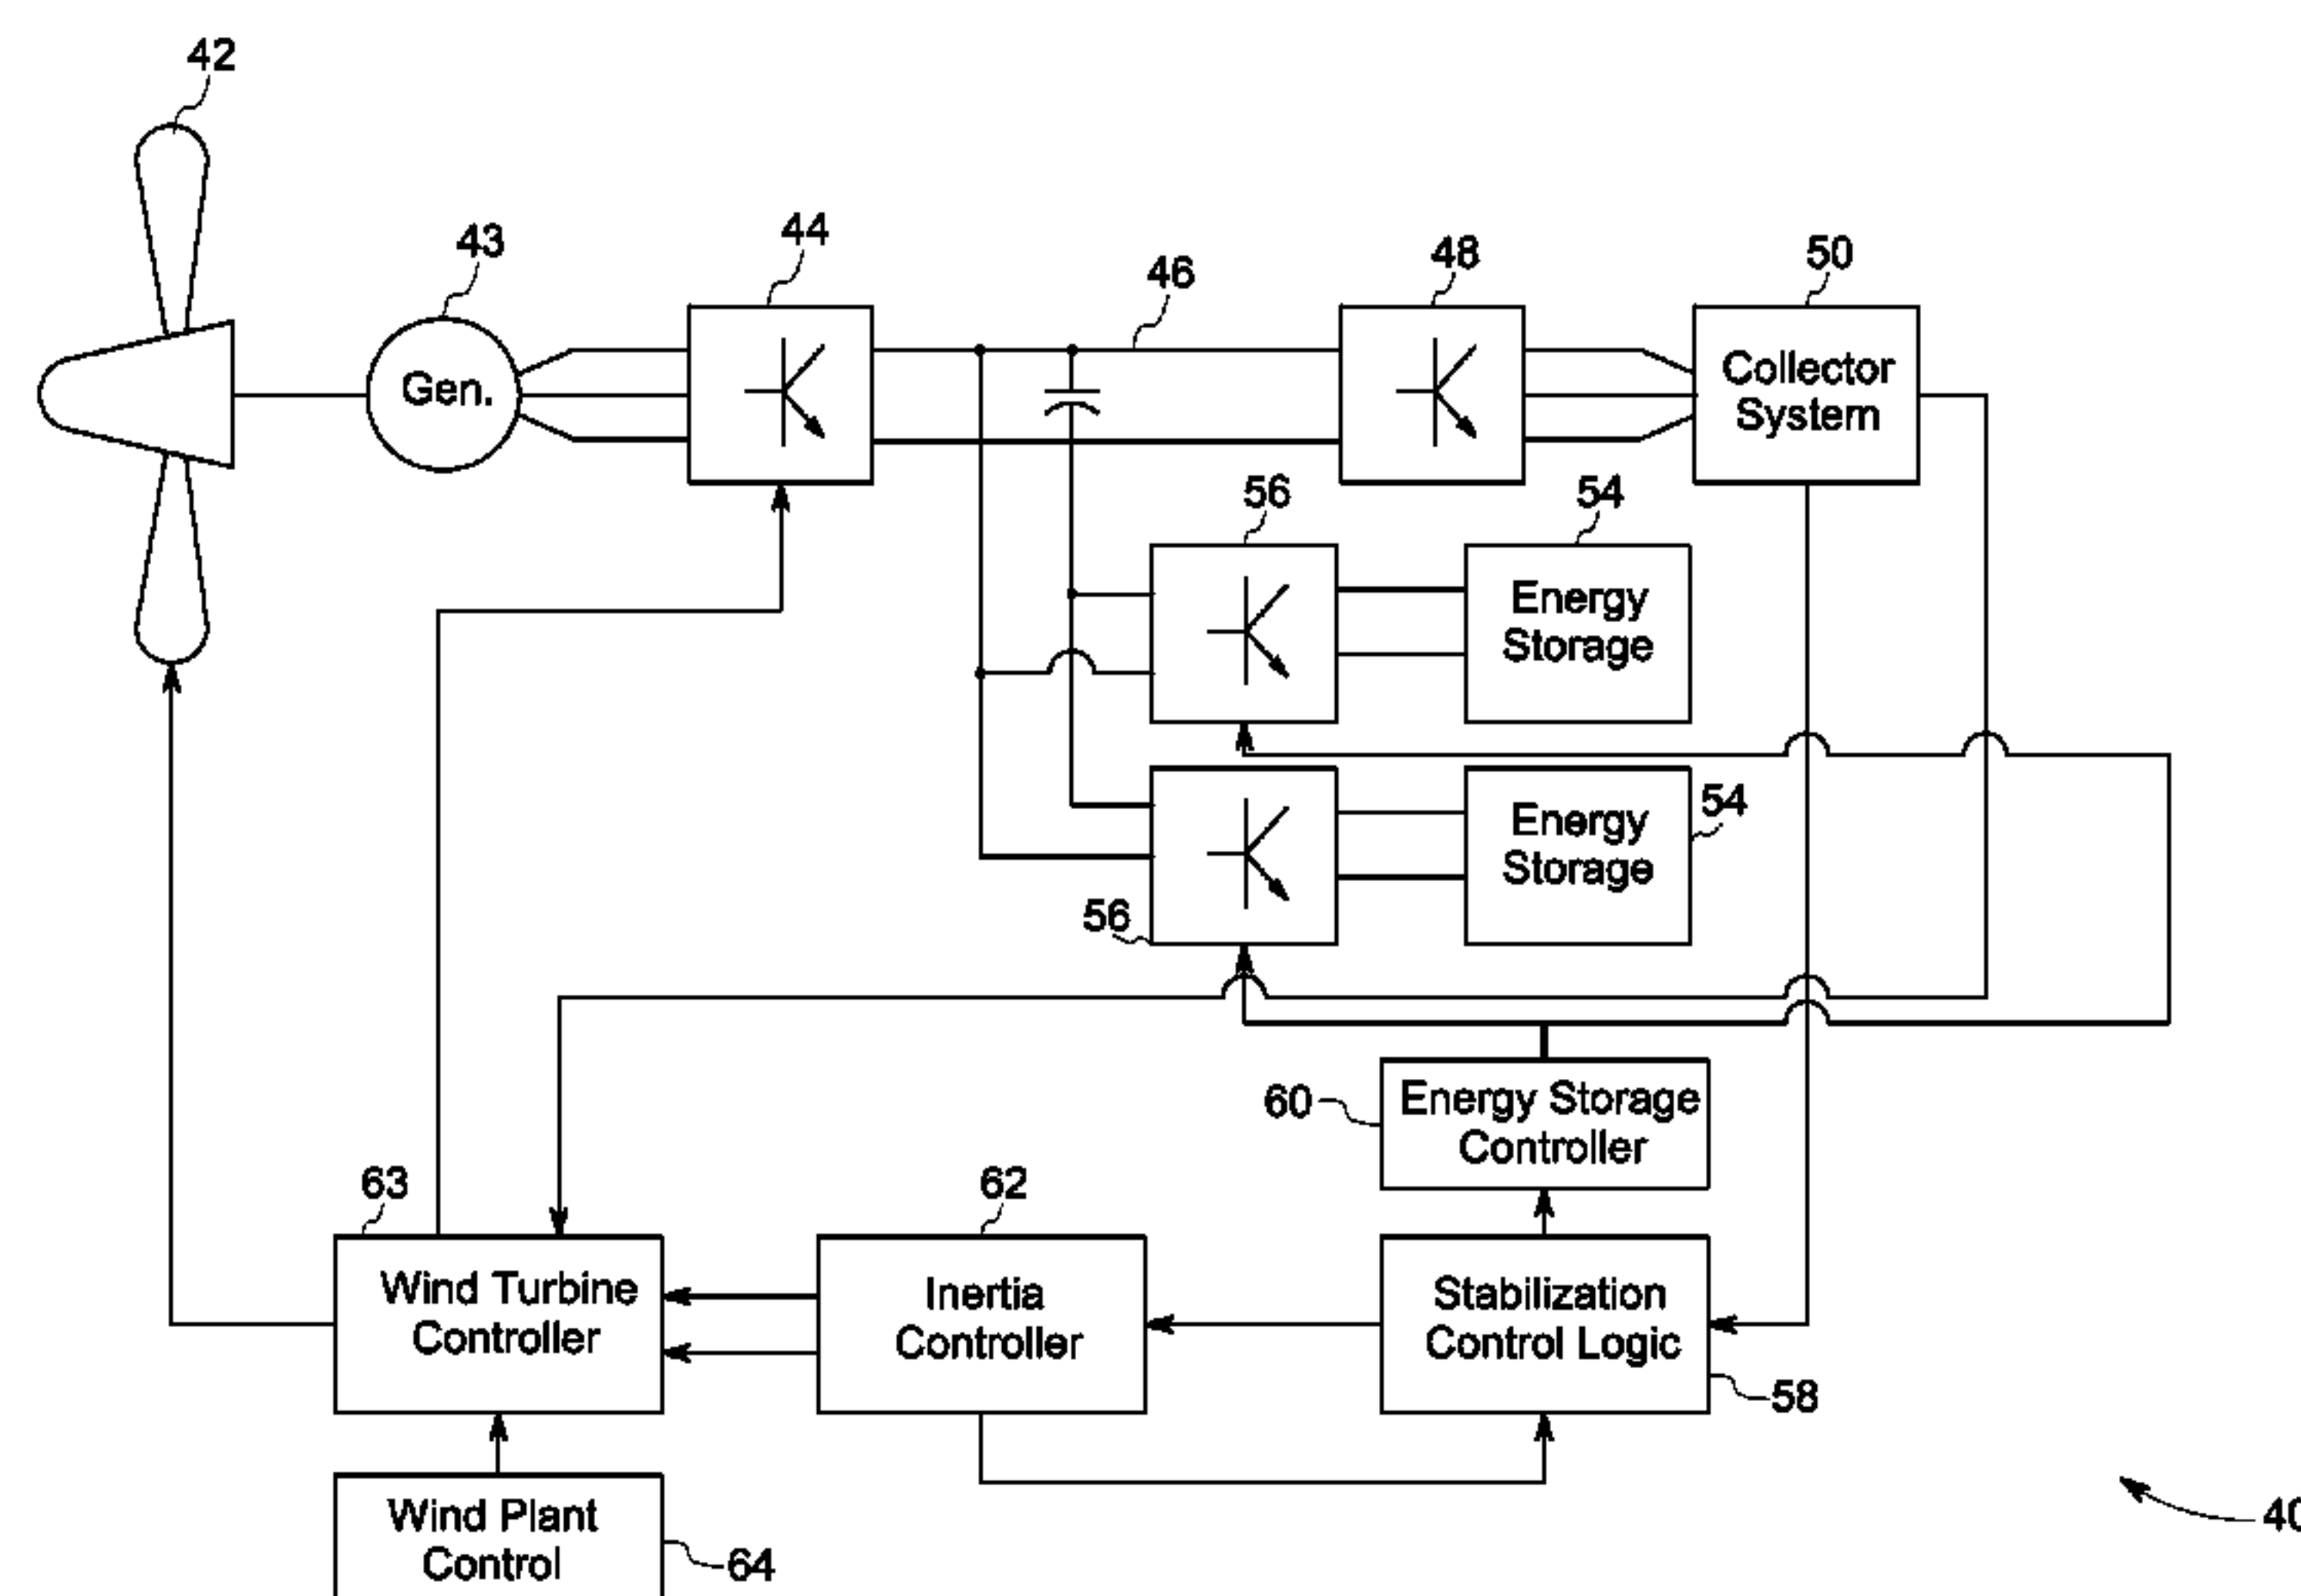 42
43
44
46
48
50
Gen.
Collector
System
56
54
Energy
Storage
54
Energy
Storage
56
60
Energy Storage
Controller
63
62
Wind Turbine
Controller
Inertia
Controller
Stabilization
Control Logic
58
Wind Plant
Control
64
40